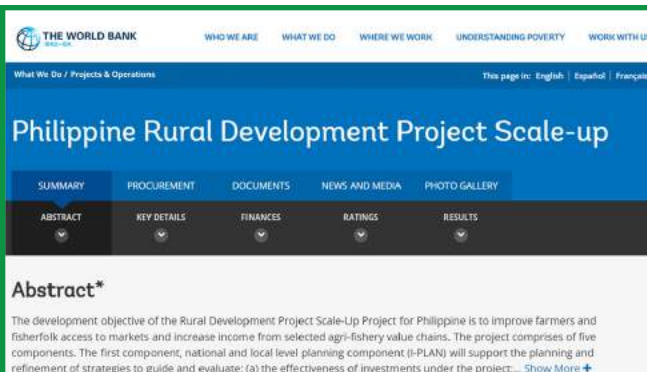 THE WORLD BANK
IBRD • IDA
WHO WE ARE WHAT WE DO WHERE WE WORK UNDERSTANDING POVERTY WORK WITH US
What We Do / Projects & Operations This page in: English | Español | Français
Philippine Rural Development Project Scale-up
SUMMARY PROCUREMENT DOCUMENTS NEWS AND MEDIA PHOTO GALLERY
ABSTRACT KEY DETAILS FINANCES RATINGS RESULTS
Abstract*
The development objective of the Rural Development Project Scale-Up Project for Philippine is to improve farmers and
fisherfolk access to markets and increase income from selected agri-fishery value chains. The project comprises of five
components. The first component, national and local level planning component (I-PLAN) will support the planning and
refinement of strategies to guide and evaluate: (a) the effectiveness of investments under the project;... Show More +